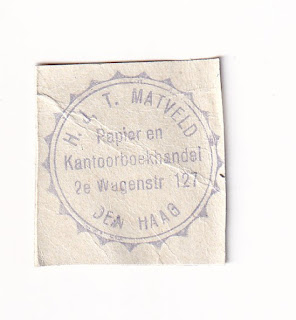 H. J. T. MATVELD
Papier en
Kantoorboekhandel
2e Wagenstr 127
DEN HAAG